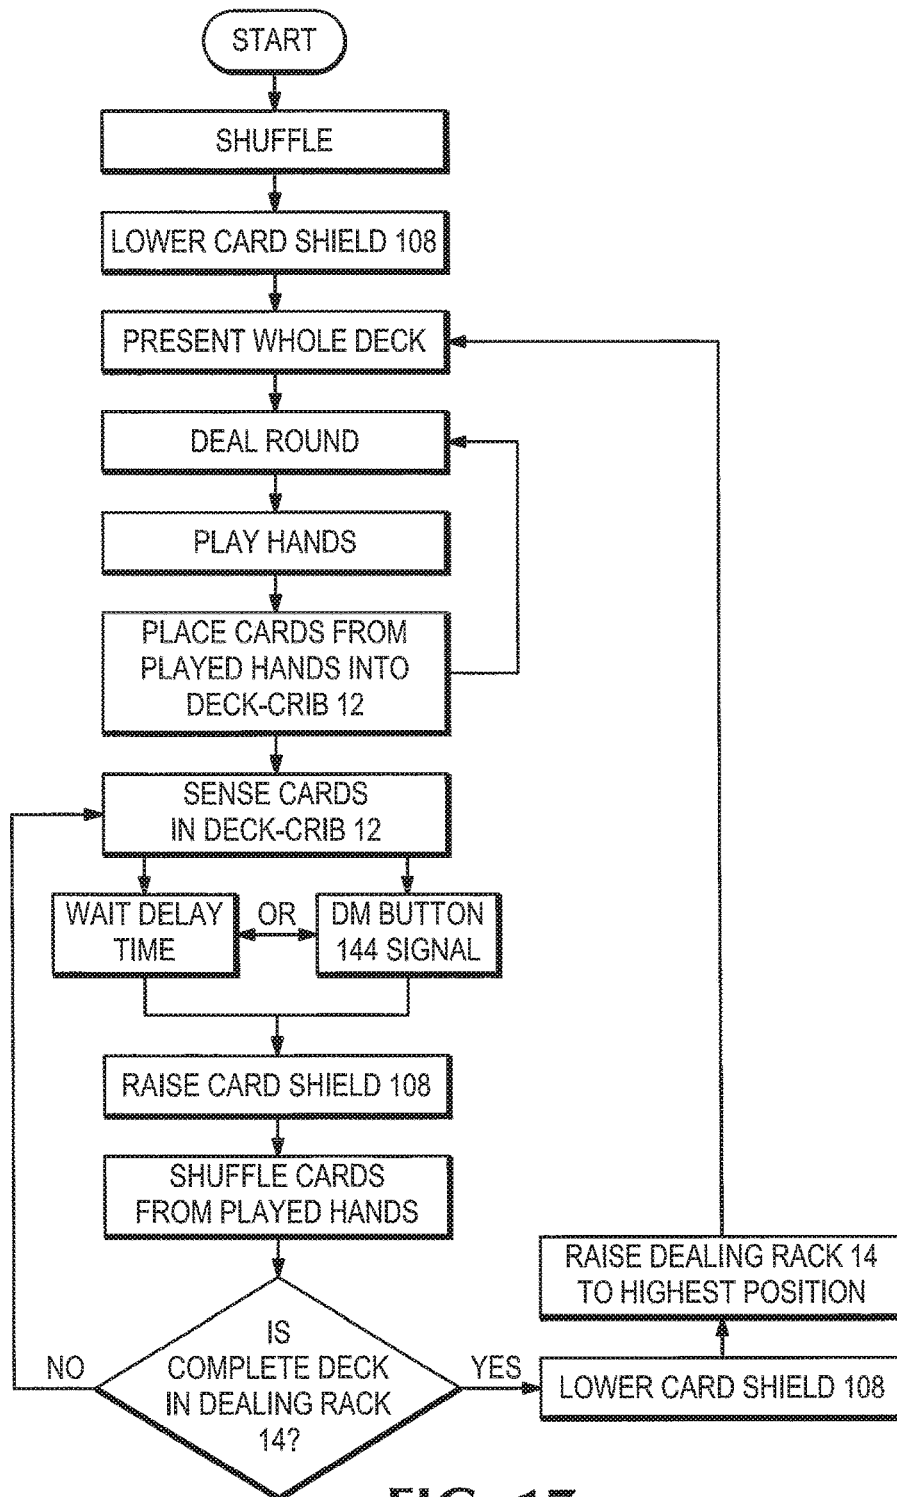 START
SHUFFLE
LOWER CARD SHIELD 108
PRESENT WHOLE DECK
DEAL ROUND
PLAY HANDS
PLACE CARDS FROM
PLAYED HANDS INTO
DECK-CRIB 12
SENSE CARDS
IN DECK-CRIB 12
WAIT DELAY
TIME
OR
DM BUTTON
144 SIGNAL
RAISE CARD SHIELD 108
SHUFFLE CARDS
FROM PLAYED HANDS
IS
COMPLETE DECK
IN DEALING RACK
14?
NO
YES
LOWER CARD SHIELD 108
RAISE DEALING RACK 14
TO HIGHEST POSITION